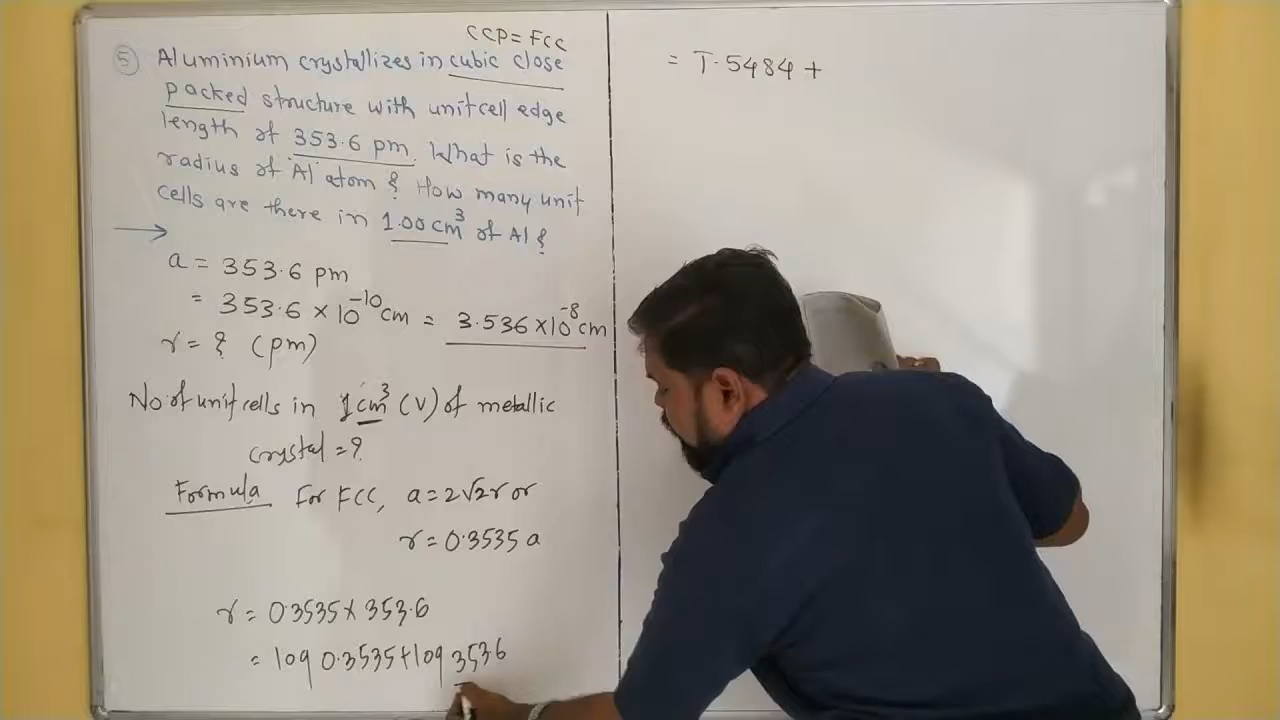 CCP = FCC
⑤ Aluminium crystallizes in cubic close
packed structure with unit cell edge
length of 353.6 pm. What is the
radius of Al atom ? How many unit
cells are there in 1.00 cm³ of Al ?
→
a = 353.6 pm
= 353.6 × 10⁻¹⁰ cm = 3.536 × 10⁻⁸ cm
r = ? (pm)
No of unit cells in 1 cm³ (V) of metallic
crystal = ?
Formula For FCC, a = 2√2 r or
r = 0.3535 a
r = 0.3535 × 353.6
= log 0.3535 + log 3536
= T̅.5484 +